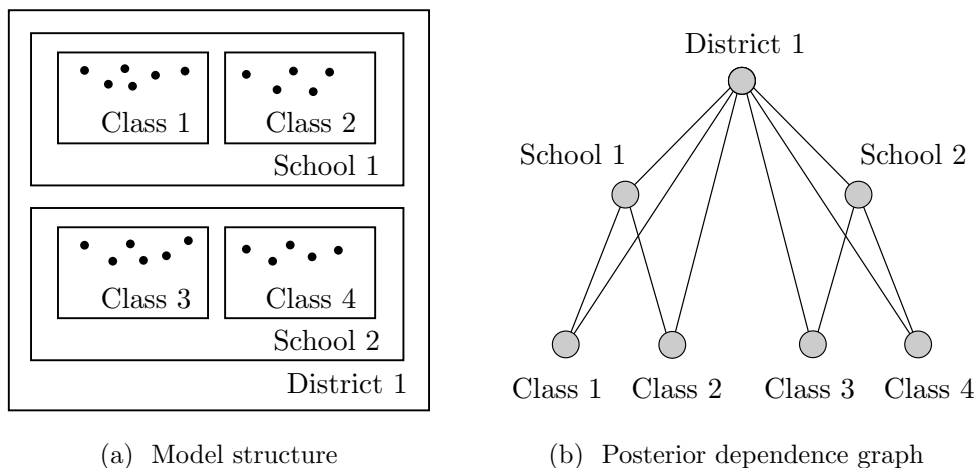 Class 1
Class 2
School 1
Class 3
Class 4
School 2
District 1
(a) Model structure
District 1
School 1
School 2
Class 1
Class 2
Class 3
Class 4
(b) Posterior dependence graph